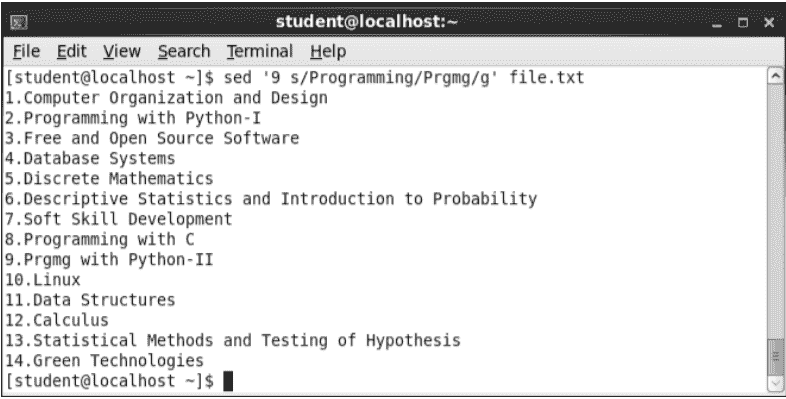 student@localhost:~
File Edit View Search Terminal Help
[student@localhost ~]$ sed '9 s/Programming/Prgmg/g' file.txt
1.Computer Organization and Design
2.Programming with Python-I
3.Free and Open Source Software
4.Database Systems
5.Discrete Mathematics
6.Descriptive Statistics and Introduction to Probability
7.Soft Skill Development
8.Programming with C
9.Prgmg with Python-II
10.Linux
11.Data Structures
12.Calculus
13.Statistical Methods and Testing of Hypothesis
14.Green Technologies
[student@localhost ~]$